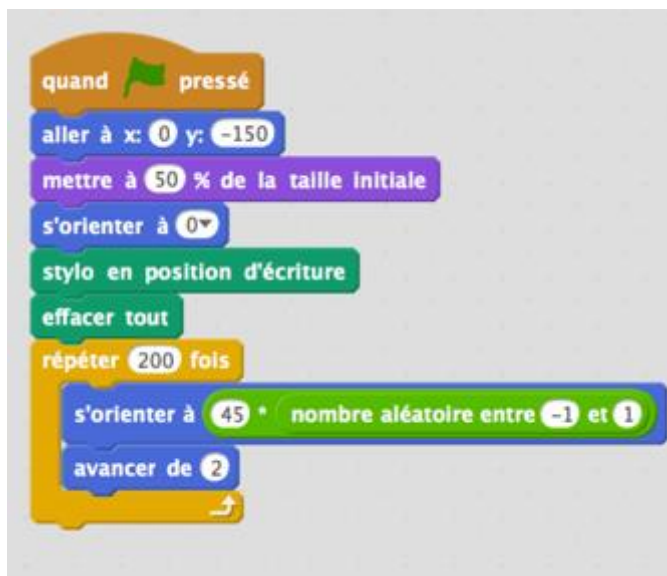 quand pressé
aller à x: 0 y: -150
mettre à 50 % de la taille initiale
s'orienter à 0
stylo en position d'écriture
effacer tout
répéter 200 fois
s'orienter à 45 * nombre aléatoire entre -1 et 1
avancer de 2